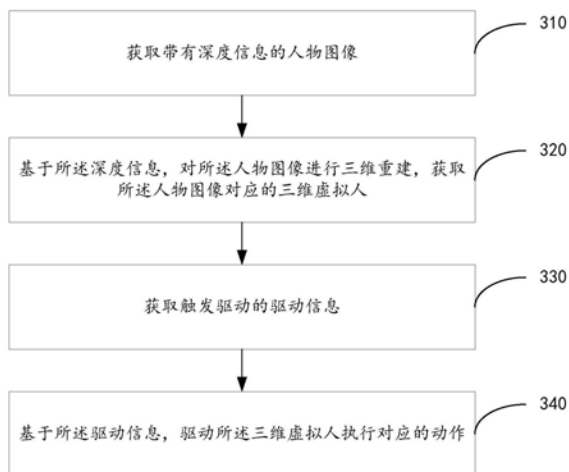 310
获取带有深度信息的人物图像
320
基于所述深度信息，对所述人物图像进行三维重建，获取
所述人物图像对应的三维虚拟人
330
获取触发驱动的驱动信息
340
基于所述驱动信息，驱动所述三维虚拟人执行对应的动作